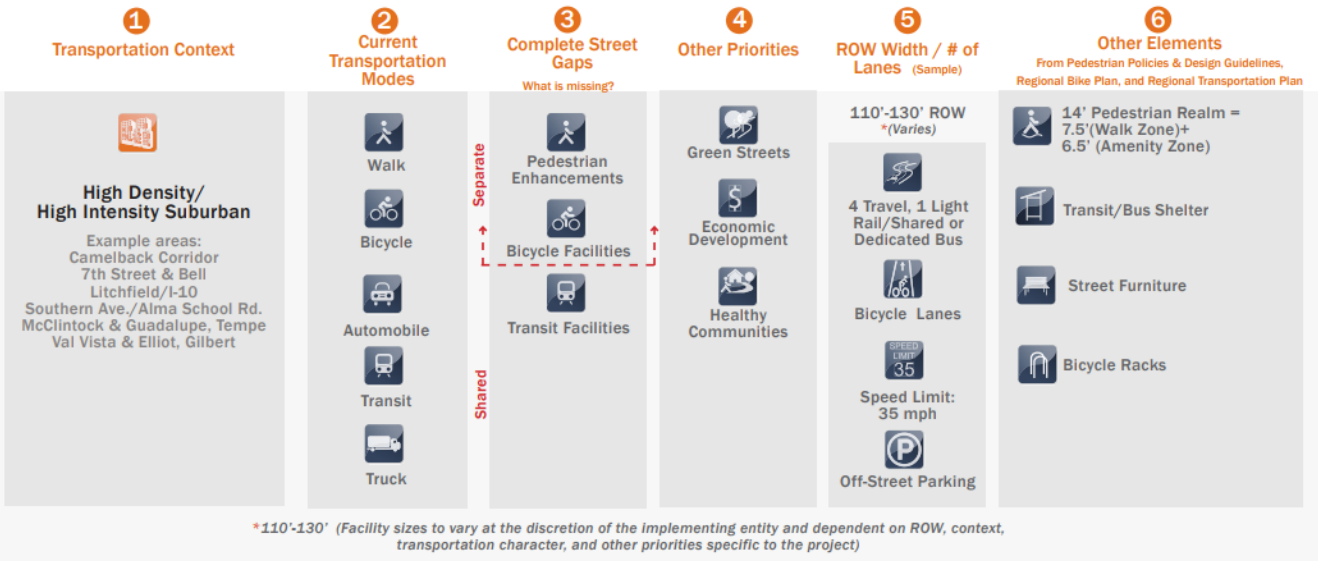 1
Transportation Context
High Density/
High Intensity Suburban
Example areas:
Camelback Corridor
7th Street & Bell
Litchfield/I-10
Southern Ave./Alma School Rd.
McClintock & Guadalupe, Tempe
Val Vista & Elliot, Gilbert
2
Current
Transportation
Modes
Walk
Bicycle
Automobile
Transit
Truck
3
Complete Street
Gaps
What is missing?
Separate
Shared
Pedestrian
Enhancements
Bicycle Facilities
Transit Facilities
4
Other Priorities
Green Streets
$
Economic
Development
Healthy
Communities
5
ROW Width / # of
Lanes (Sample)
110'-130' ROW
*(Varies)
4 Travel, 1 Light
Rail/Shared or
Dedicated Bus
Bicycle Lanes
SPEED
LIMIT
35
Speed Limit:
35 mph
P
Off-Street Parking
6
Other Elements
From Pedestrian Policies & Design Guidelines,
Regional Bike Plan, and Regional Transportation Plan
14' Pedestrian Realm =
7.5'(Walk Zone)+
6.5' (Amenity Zone)
Transit/Bus Shelter
Street Furniture
Bicycle Racks
*110'-130' (Facility sizes to vary at the discretion of the implementing entity and dependent on ROW, context,
transportation character, and other priorities specific to the project)